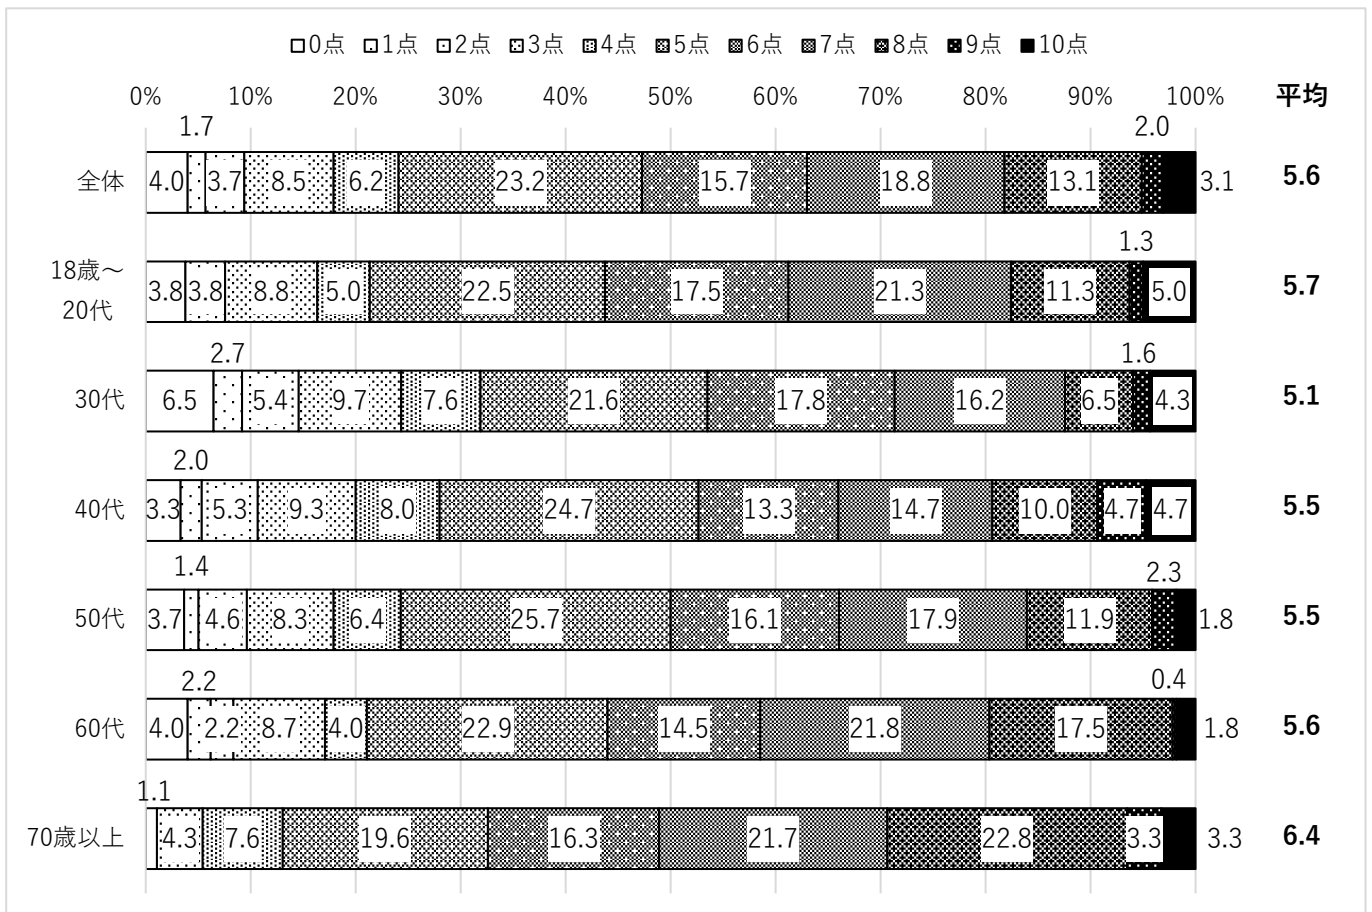 0点 1点 2点 3点 4点 5点 6点 7点 8点 9点 10点
0% 10% 20% 30% 40% 50% 60% 70% 80% 90% 100% 平均
1.7 2.0
全体 4.0 3.7 8.5 6.2 23.2 15.7 18.8 13.1 3.1 5.6
1.3
18歳～
20代 3.8 3.8 8.8 5.0 22.5 17.5 21.3 11.3 5.0 5.7
2.7 1.6
30代 6.5 5.4 9.7 7.6 21.6 17.8 16.2 6.5 4.3 5.1
2.0
40代 3.3 5.3 9.3 8.0 24.7 13.3 14.7 10.0 4.7 4.7 5.5
1.4 2.3
50代 3.7 4.6 8.3 6.4 25.7 16.1 17.9 11.9 1.8 5.5
2.2 0.4
60代 4.0 2.2 8.7 4.0 22.9 14.5 21.8 17.5 1.8 5.6
1.1
70歳以上 4.3 7.6 19.6 16.3 21.7 22.8 3.3 3.3 6.4